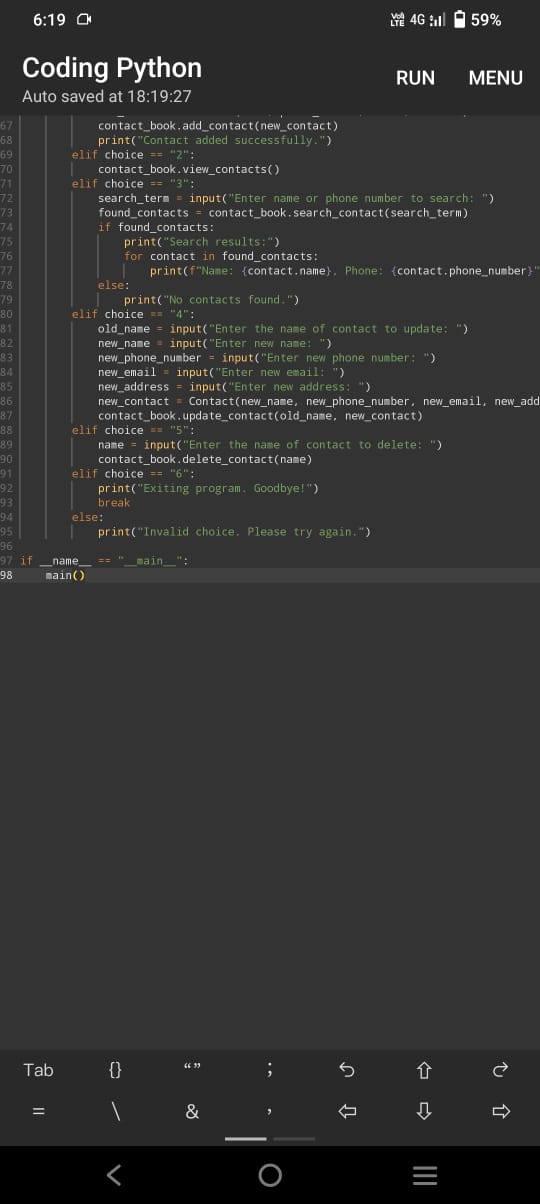 6:19
Vo) LTE 4G 59%
Coding Python
RUN MENU
Auto saved at 18:19:27
67 contact_book.add_contact(new_contact)
68 print("Contact added successfully.")
69 elif choice == "2":
70 contact_book.view_contacts()
71 elif choice == "3":
72 search_term = input("Enter name or phone number to search: ")
73 found_contacts = contact_book.search_contact(search_term)
74 if found_contacts:
75 print("Search results:")
76 for contact in found_contacts:
77 print(f"Name: {contact.name}, Phone: {contact.phone_number}"
78 else:
79 print("No contacts found.")
80 elif choice == "4":
81 old_name = input("Enter the name of contact to update: ")
82 new_name = input("Enter new name: ")
83 new_phone_number = input("Enter new phone number: ")
84 new_email = input("Enter new email: ")
85 new_address = input("Enter new address: ")
86 new_contact = Contact(new_name, new_phone_number, new_email, new_add
87 contact_book.update_contact(old_name, new_contact)
88 elif choice == "5":
89 name = input("Enter the name of contact to delete: ")
90 contact_book.delete_contact(name)
91 elif choice == "6":
92 print("Exiting program. Goodbye!")
93 break
94 else:
95 print("Invalid choice. Please try again.")
96
97 if __name__ == "__main__":
98 main()
Tab {} “” ;
= \ & ,